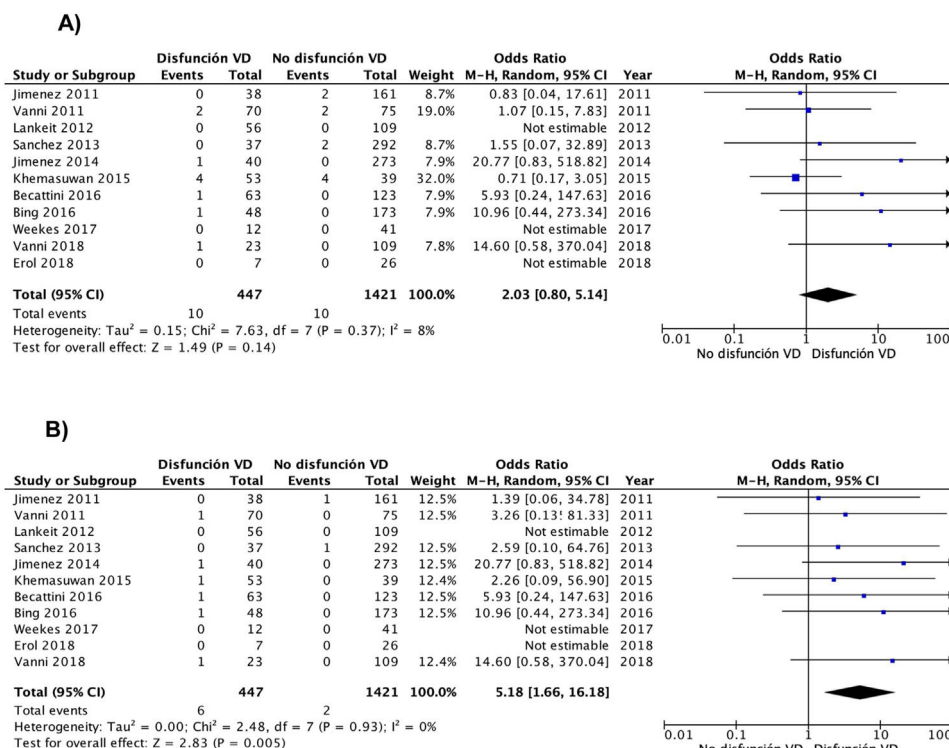 A)
Disfunción VD No disfunción VD Odds Ratio Odds Ratio
Study or Subgroup Events Total Events Total Weight M-H, Random, 95% CI Year M-H, Random, 95% CI
Jimenez 2011 0 38 2 161 8.7% 0.83 [0.04, 17.61] 2011
Vanni 2011 2 70 2 75 19.0% 1.07 [0.15, 7.83] 2011
Lankeit 2012 0 56 0 109 Not estimable 2012
Sanchez 2013 0 37 2 292 8.7% 1.55 [0.07, 32.89] 2013
Jimenez 2014 1 40 0 273 7.9% 20.77 [0.83, 518.82] 2014
Khemasuwan 2015 4 53 4 39 32.0% 0.71 [0.17, 3.05] 2015
Becattini 2016 1 63 0 123 7.9% 5.93 [0.24, 147.63] 2016
Bing 2016 1 48 0 173 7.9% 10.96 [0.44, 273.34] 2016
Weekes 2017 0 12 0 41 Not estimable 2017
Vanni 2018 1 23 0 109 7.8% 14.60 [0.58, 370.04] 2018
Erol 2018 0 7 0 26 Not estimable 2018
Total (95% CI) 447 1421 100.0% 2.03 [0.80, 5.14]
Total events 10 10
Heterogeneity: Tau² = 0.15; Chi² = 7.63, df = 7 (P = 0.37); I² = 8%
Test for overall effect: Z = 1.49 (P = 0.14)
0.01 0.1 1 10 100
No disfunción VD Disfunción VD
B)
Disfunción VD No disfunción VD Odds Ratio Odds Ratio
Study or Subgroup Events Total Events Total Weight M-H, Random, 95% CI Year M-H, Random, 95% CI
Jimenez 2011 0 38 1 161 12.5% 1.39 [0.06, 34.78] 2011
Vanni 2011 1 70 0 75 12.5% 3.26 [0.13, 81.33] 2011
Lankeit 2012 0 56 0 109 Not estimable 2012
Sanchez 2013 0 37 1 292 12.5% 2.59 [0.10, 64.76] 2013
Jimenez 2014 1 40 0 273 12.5% 20.77 [0.83, 518.82] 2014
Khemasuwan 2015 1 53 0 39 12.4% 2.26 [0.09, 56.90] 2015
Becattini 2016 1 63 0 123 12.5% 5.93 [0.24, 147.63] 2016
Bing 2016 1 48 0 173 12.5% 10.96 [0.44, 273.34] 2016
Weekes 2017 0 12 0 41 Not estimable 2017
Erol 2018 0 7 0 26 Not estimable 2018
Vanni 2018 1 23 0 109 12.4% 14.60 [0.58, 370.04] 2018
Total (95% CI) 447 1421 100.0% 5.18 [1.66, 16.18]
Total events 6 2
Heterogeneity: Tau² = 0.00; Chi² = 2.48, df = 7 (P = 0.93); I² = 0%
Test for overall effect: Z = 2.83 (P = 0.005)
0.01 0.1 1 10 100
No disfunción VD Disfunción VD